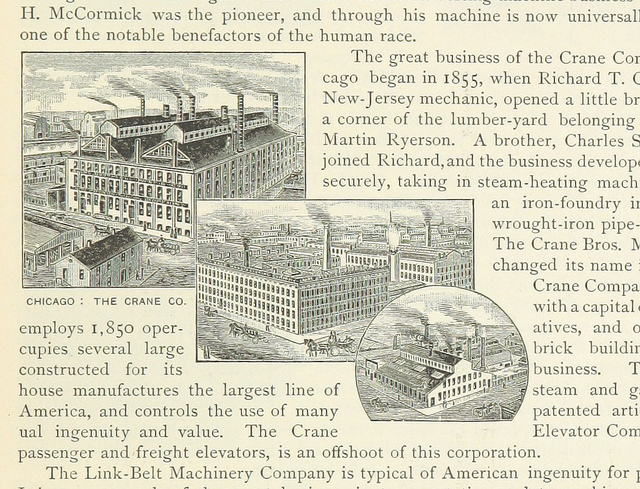 H. McCormick was the pioneer, and through his machine is now universal
one of the notable benefactors of the human race.
The great business of the Crane Com
cago began in 1855, when Richard T. C
New-Jersey mechanic, opened a little br
a corner of the lumber-yard belonging
Martin Ryerson. A brother, Charles S
joined Richard, and the business develope
securely, taking in steam-heating mach
an iron-foundry in
wrought-iron pipe-
The Crane Bros. M
changed its name
Crane Compa
CHICAGO : THE CRANE CO.
with a capital
employs 1,850 oper-
atives, and
cupies several large
brick buildin
constructed for its
business. T
house manufactures the largest line of
steam and g
America, and controls the use of many
patented arti
ual ingenuity and value. The Crane
Elevator Com
passenger and freight elevators, is an offshoot of this corporation.
The Link-Belt Machinery Company is typical of American ingenuity for p